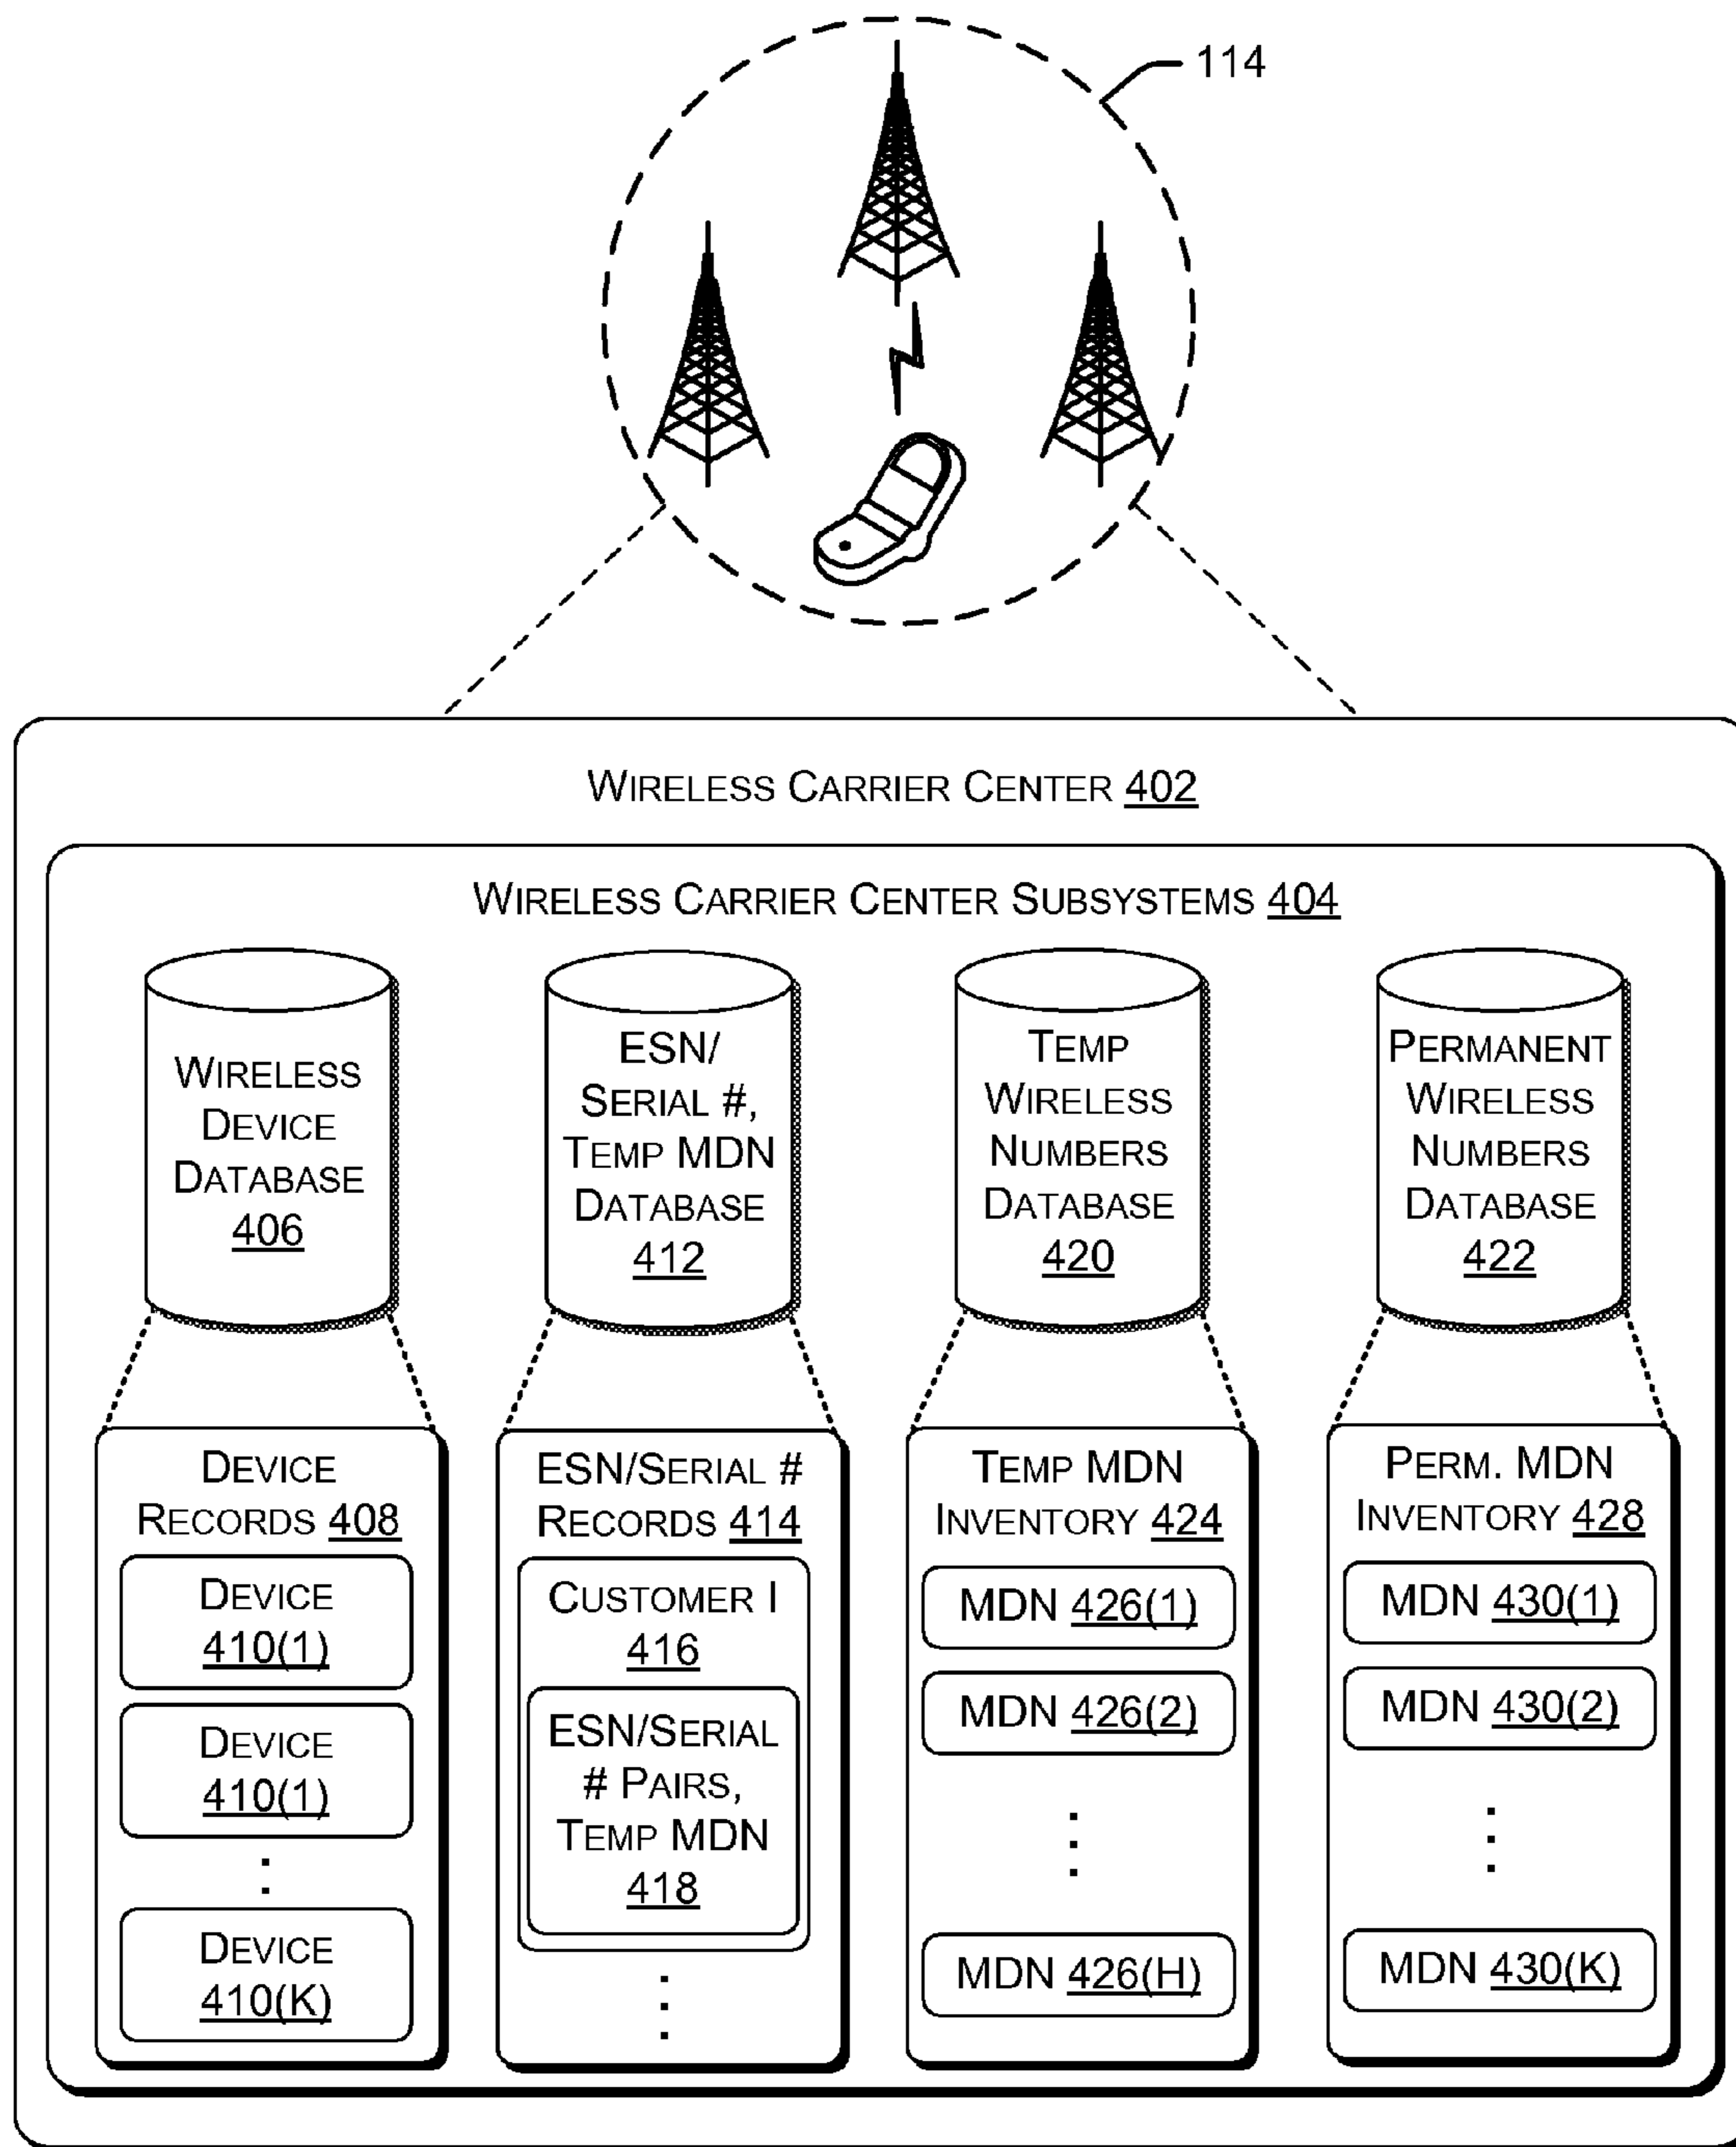 114
WIRELESS CARRIER CENTER 402
WIRELESS CARRIER CENTER SUBSYSTEMS 404
WIRELESS
DEVICE
DATABASE
406
ESN/
SERIAL #,
TEMP MDN
DATABASE
412
TEMP
WIRELESS
NUMBERS
DATABASE
420
PERMANENT
WIRELESS
NUMBERS
DATABASE
422
DEVICE
RECORDS 408
DEVICE
410(1)
DEVICE
410(1)
DEVICE
410(K)
ESN/SERIAL #
RECORDS 414
CUSTOMER I
416
ESN/SERIAL
# PAIRS,
TEMP MDN
418
TEMP MDN
INVENTORY 424
MDN 426(1)
MDN 426(2)
MDN 426(H)
PERM. MDN
INVENTORY 428
MDN 430(1)
MDN 430(2)
MDN 430(K)